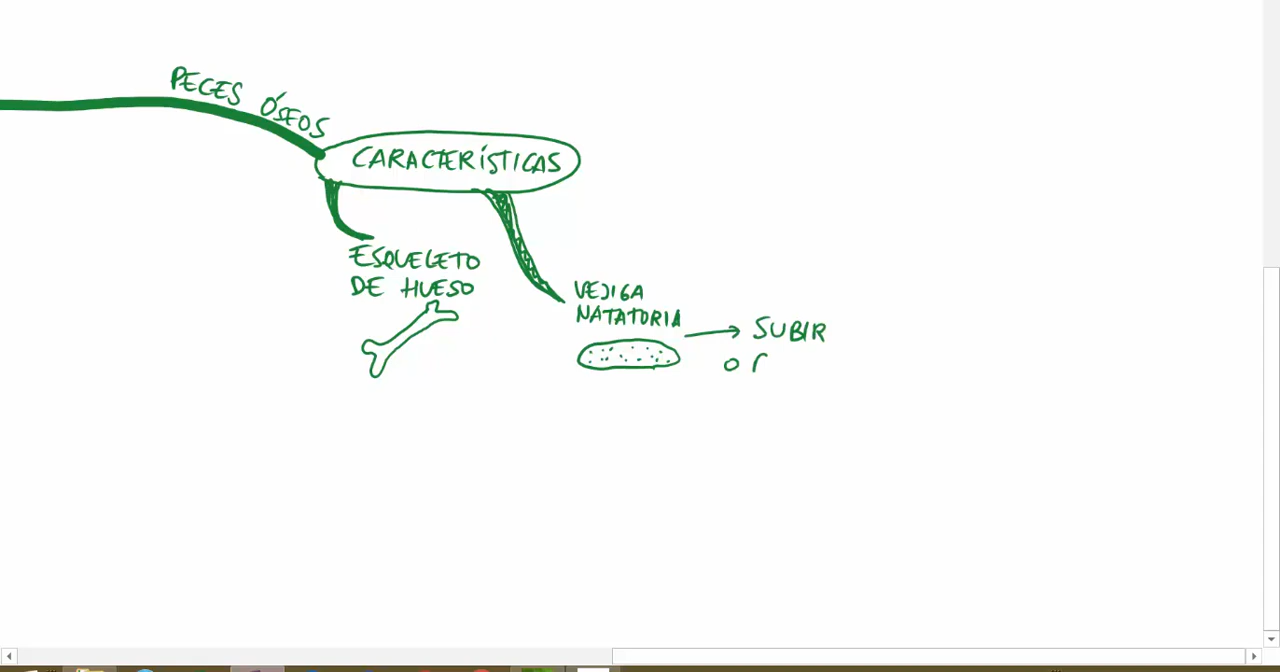 PECES ÓSEOS
CARACTERÍSTICAS
ESQUELETO
DE HUESO
VEJIGA
NATATORIA
SUBIR
o